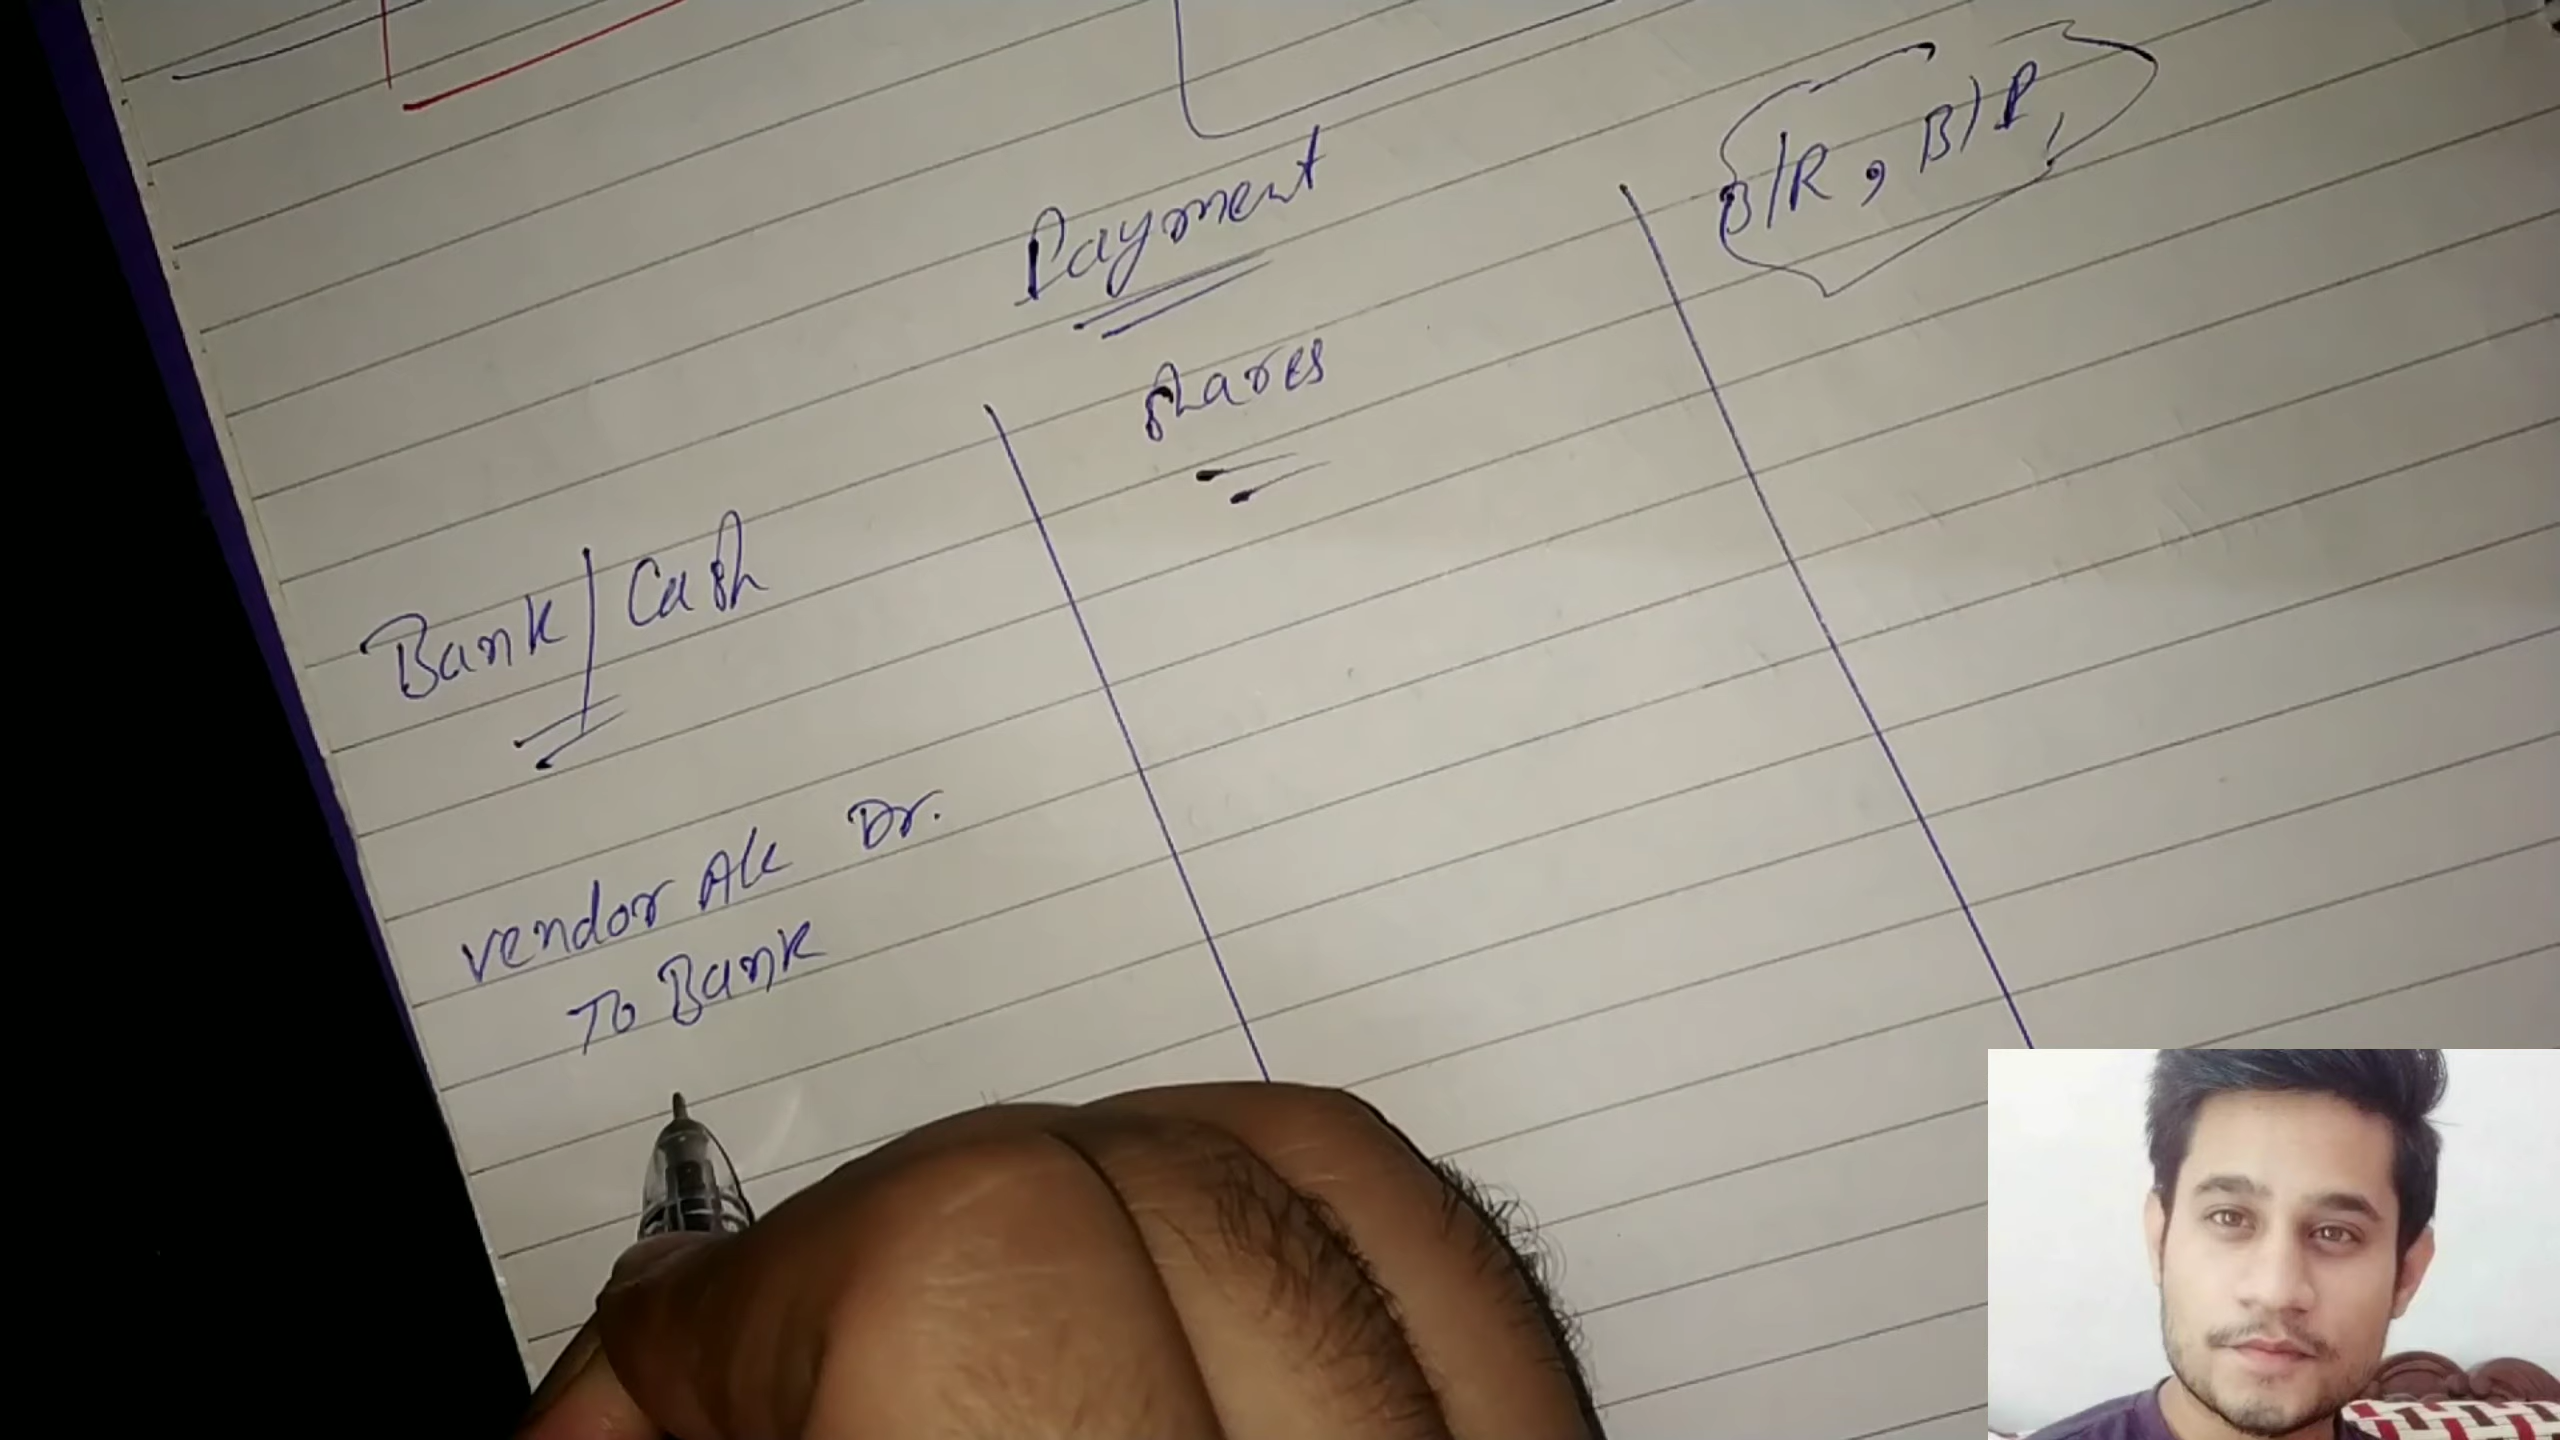 Payment
Bank/Cash
shares
B/R, B/P,
vendor A/c Dr.
To Bank